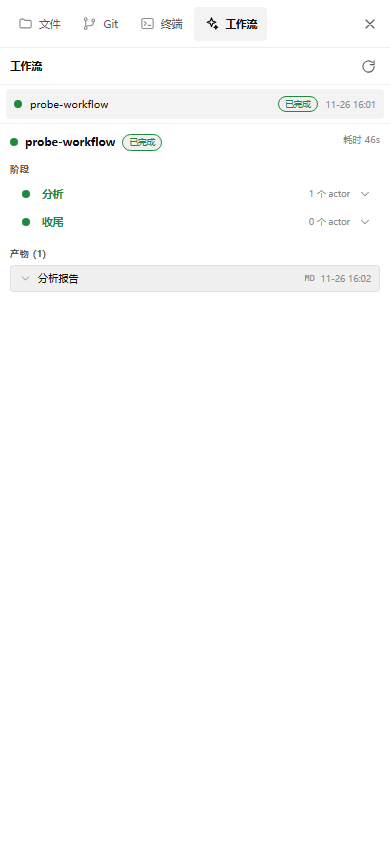 文件 Git 终端 工作流
工作流
probe-workflow 已完成 11-26 16:01
probe-workflow 已完成 耗时 46s
阶段
分析 1 个 actor
收尾 0 个 actor
产物 (1)
分析报告 MD 11-26 16:02